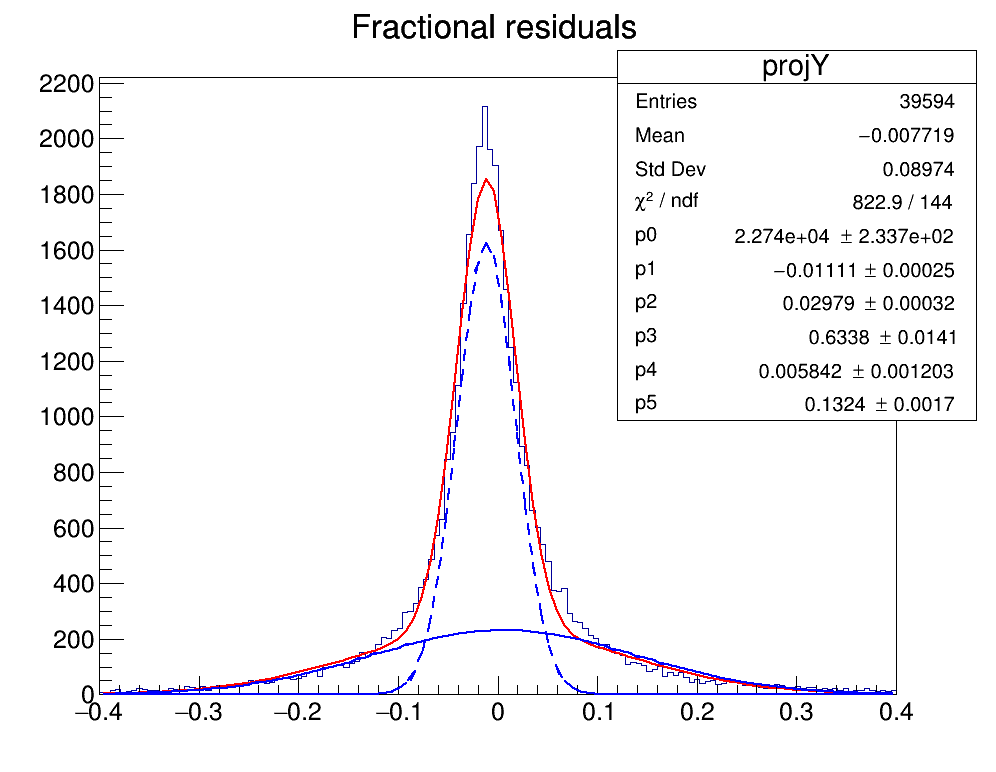 Fractional residuals
projY
Entries 39594
Mean −0.007719
Std Dev 0.08974
χ² / ndf 822.9 / 144
p0 2.274e+04 ± 2.337e+02
p1 −0.01111 ± 0.00025
p2 0.02979 ± 0.00032
p3 0.6338 ± 0.0141
p4 0.005842 ± 0.001203
p5 0.1324 ± 0.0017
2200
2000
1800
1600
1400
1200
1000
800
600
400
200
0
−0.4 −0.3 −0.2 −0.1 0 0.1 0.2 0.3 0.4